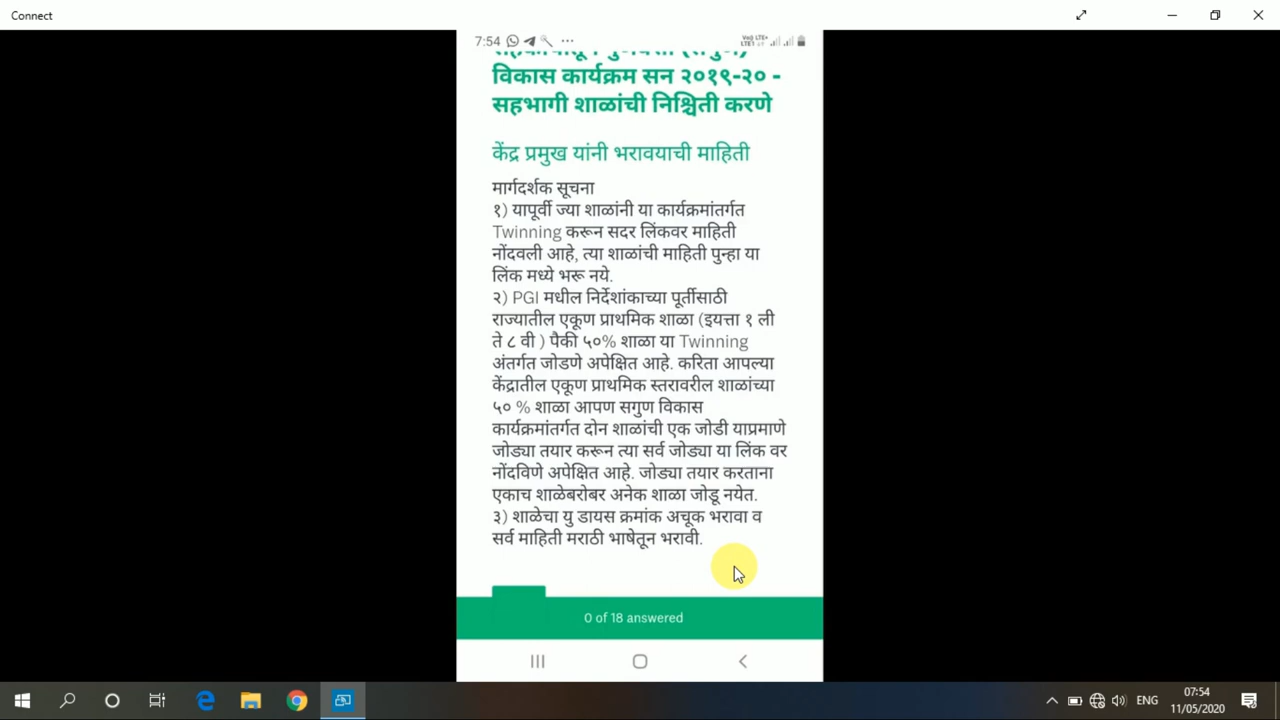 Connect
7:54
विकास कार्यक्रम सन २०१९-२० -
सहभागी शाळांची निश्चिती करणे
केंद्र प्रमुख यांनी भरावयाची माहिती
मार्गदर्शक सूचना
१) यापूर्वी ज्या शाळांनी या कार्यक्रमांतर्गत
Twinning करून सदर लिंकवर माहिती
नोंदवली आहे, त्या शाळांची माहिती पुन्हा या
लिंक मध्ये भरू नये.
२) PGI मधील निर्देशांकाच्या पूर्तीसाठी
राज्यातील एकूण प्राथमिक शाळा (इयत्ता १ ली
ते ८ वी ) पैकी ५०% शाळा या Twinning
अंतर्गत जोडणे अपेक्षित आहे. करिता आपल्या
केंद्रातील एकूण प्राथमिक स्तरावरील शाळांच्या
५० % शाळा आपण सगुण विकास
कार्यक्रमांतर्गत दोन शाळांची एक जोडी याप्रमाणे
जोड्या तयार करून त्या सर्व जोड्या या लिंक वर
नोंदविणे अपेक्षित आहे. जोड्या तयार करताना
एकाच शाळेबरोबर अनेक शाळा जोडू नयेत.
३) शाळेचा यु डायस क्रमांक अचूक भरावा व
सर्व माहिती मराठी भाषेतून भरावी.
0 of 18 answered
ENG
07:54
11/05/2020